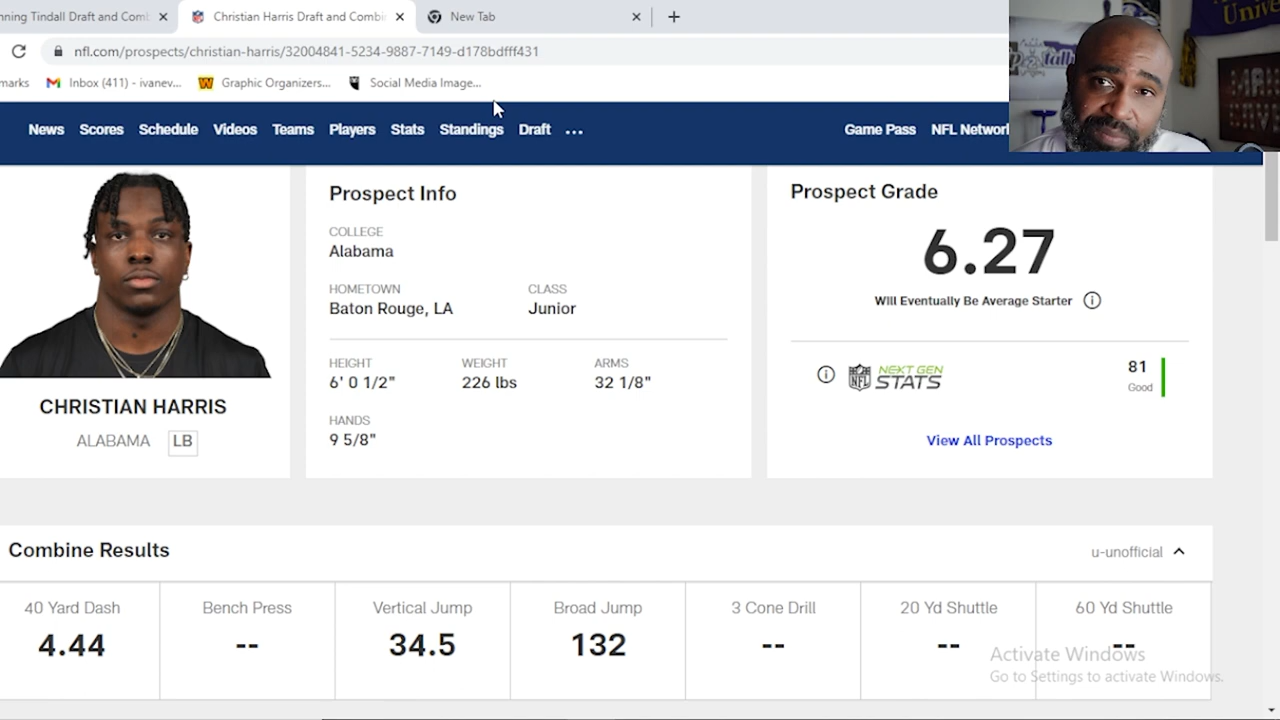 nning Tindall Draft and Comb
Christian Harris Draft and Combin
New Tab
nfl.com/prospects/christian-harris/32004841-5234-9887-7149-d178bdfff431
marks
Inbox (411) - ivanev...
Graphic Organizers...
Social Media Image...
News Scores Schedule Videos Teams Players Stats Standings Draft ...
Game Pass NFL Network
Prospect Info
COLLEGE
Alabama
HOMETOWN CLASS
Baton Rouge, LA Junior
HEIGHT WEIGHT ARMS
6' 0 1/2" 226 lbs 32 1/8"
HANDS
9 5/8"
CHRISTIAN HARRIS
ALABAMA LB
Prospect Grade
6.27
Will Eventually Be Average Starter
NFL NEXT GEN STATS
81
Good
View All Prospects
Combine Results
u-unofficial
40 Yard Dash Bench Press Vertical Jump Broad Jump 3 Cone Drill 20 Yd Shuttle 60 Yd Shuttle
4.44 -- 34.5 132 -- -- --
Activate Windows
Go to Settings to activate Windows.